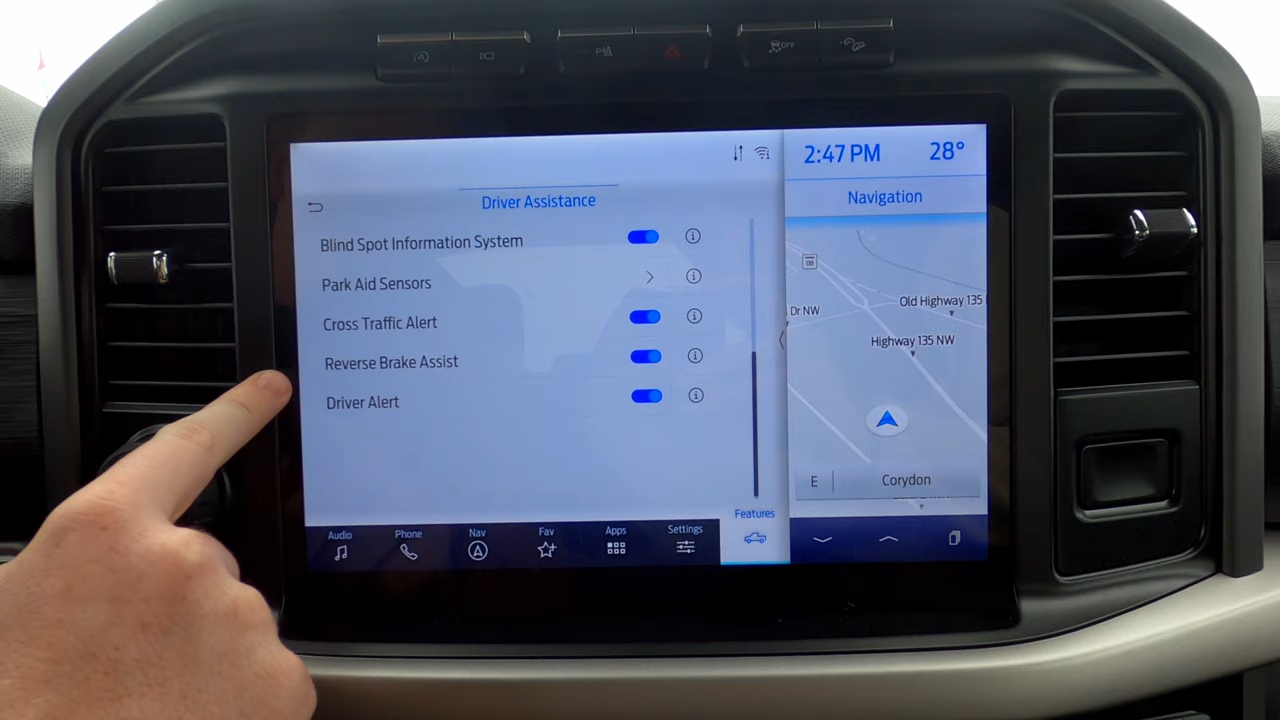 OFF
2:47 PM 28°
Driver Assistance
Navigation
Blind Spot Information System
Park Aid Sensors
Cross Traffic Alert
Reverse Brake Assist
Driver Alert
135
Old Highway 135
Dr NW
Highway 135 NW
E Corydon
Audio Phone Nav Fav Apps Settings Features